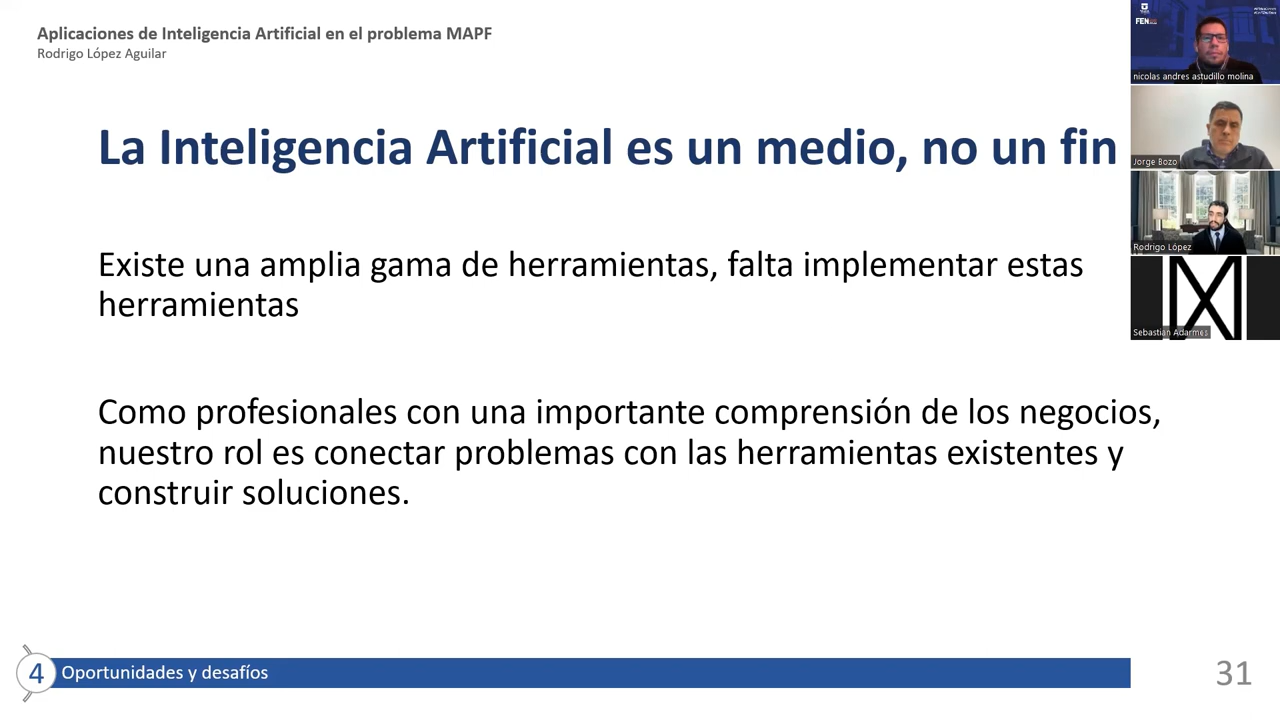 Aplicaciones de Inteligencia Artificial en el problema MAPF
Rodrigo López Aguilar
La Inteligencia Artificial es un medio, no un fin
Existe una amplia gama de herramientas, falta implementar estas
herramientas
Como profesionales con una importante comprensión de los negocios,
nuestro rol es conectar problemas con las herramientas existentes y
construir soluciones.
4
Oportunidades y desafíos
31
FEN
nicolas andres astudillo molina
Jorge Bozo
Rodrigo López
Sebastián Adarmes